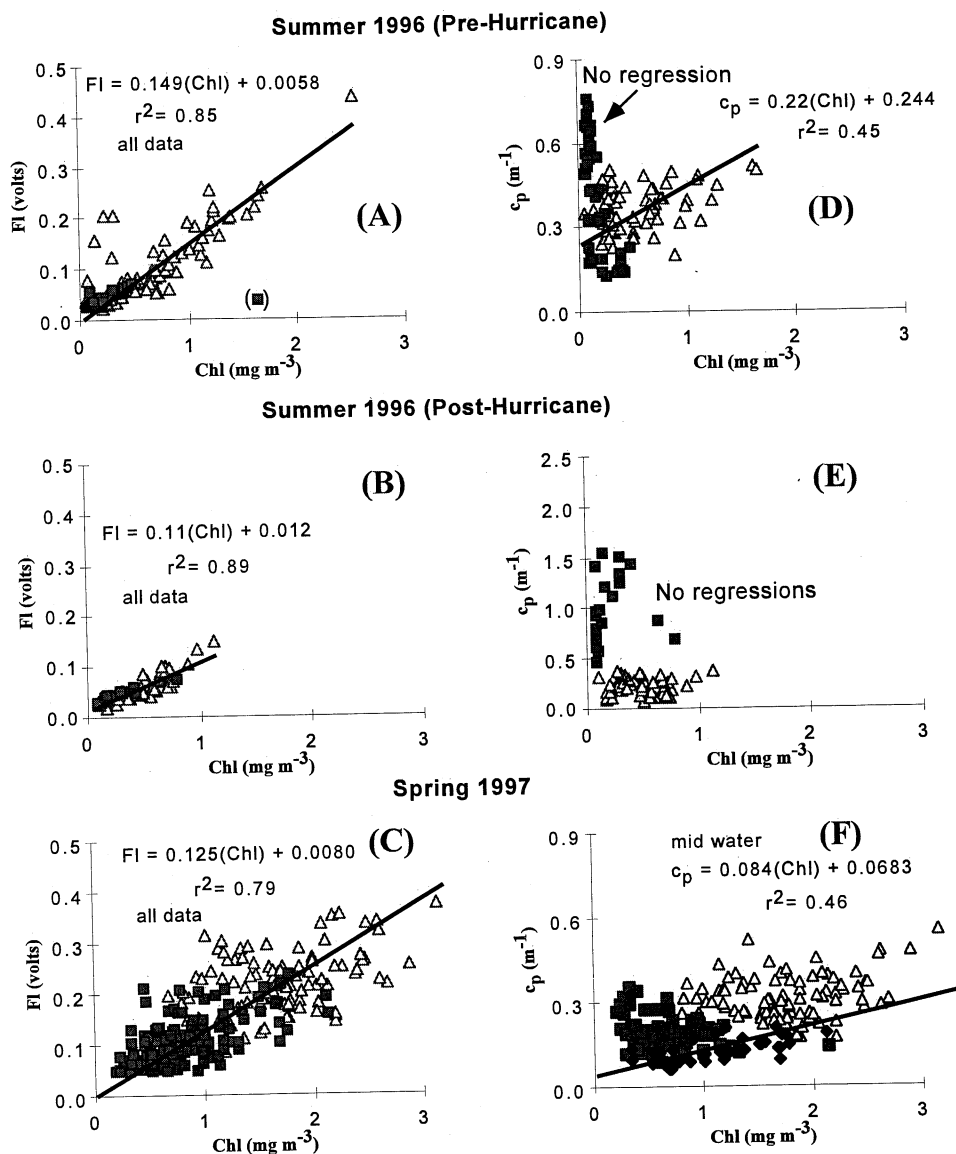 Summer 1996 (Pre-Hurricane)
0.5
0.4
0.3
0.2
0.1
0.0
Fl (volts)
Fl = 0.149(Chl) + 0.0058
r2= 0.85
all data
(A)
( )
0 1 2 3
Chl (mg m-3)
0.9
0.6
0.3
0.0
cp (m-1)
No regression
cp = 0.22(Chl) + 0.244
r2= 0.45
(D)
0 1 2 3
Chl (mg m-3)
Summer 1996 (Post-Hurricane)
0.5
0.4
0.3
0.2
0.1
0.0
Fl (volts)
(B)
Fl = 0.11(Chl) + 0.012
r2= 0.89
all data
0 1 2 3
Chl (mg m-3)
2.5
2.0
1.5
1.0
0.5
0.0
cp (m-1)
(E)
No regressions
0 1 2 3
Chl (mg m-3)
Spring 1997
0.5
0.4
0.3
0.2
0.1
0.0
Fl (volts)
(C)
Fl = 0.125(Chl) + 0.0080
r2= 0.79
all data
0 1 2 3
Chl (mg m-3)
0.9
0.6
0.3
0.0
cp (m-1)
mid water
(F)
cp = 0.084(Chl) + 0.0683
r2= 0.46
0 1 2 3
Chl (mg m-3)